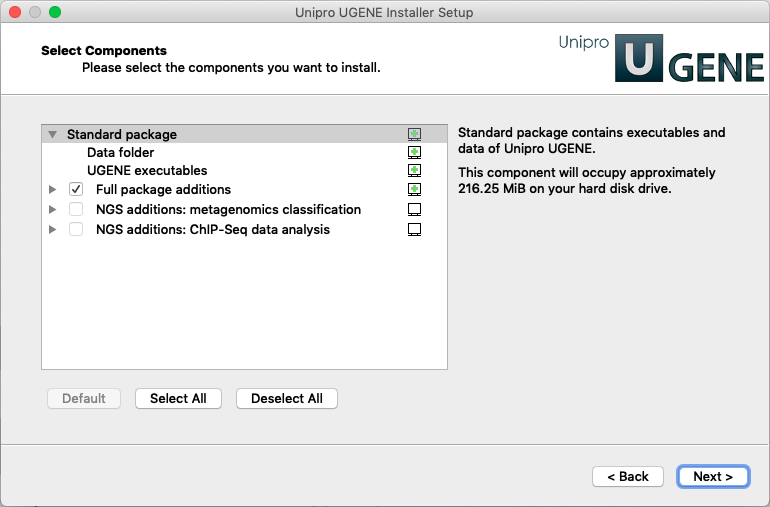 Unipro UGENE Installer Setup
Select Components
Please select the components you want to install.
Unipro
U GENE
Standard package
Data folder
UGENE executables
Full package additions
NGS additions: metagenomics classification
NGS additions: ChIP-Seq data analysis
Standard package contains executables and
data of Unipro UGENE.
This component will occupy approximately
216.25 MiB on your hard disk drive.
Default
Select All
Deselect All
< Back
Next >